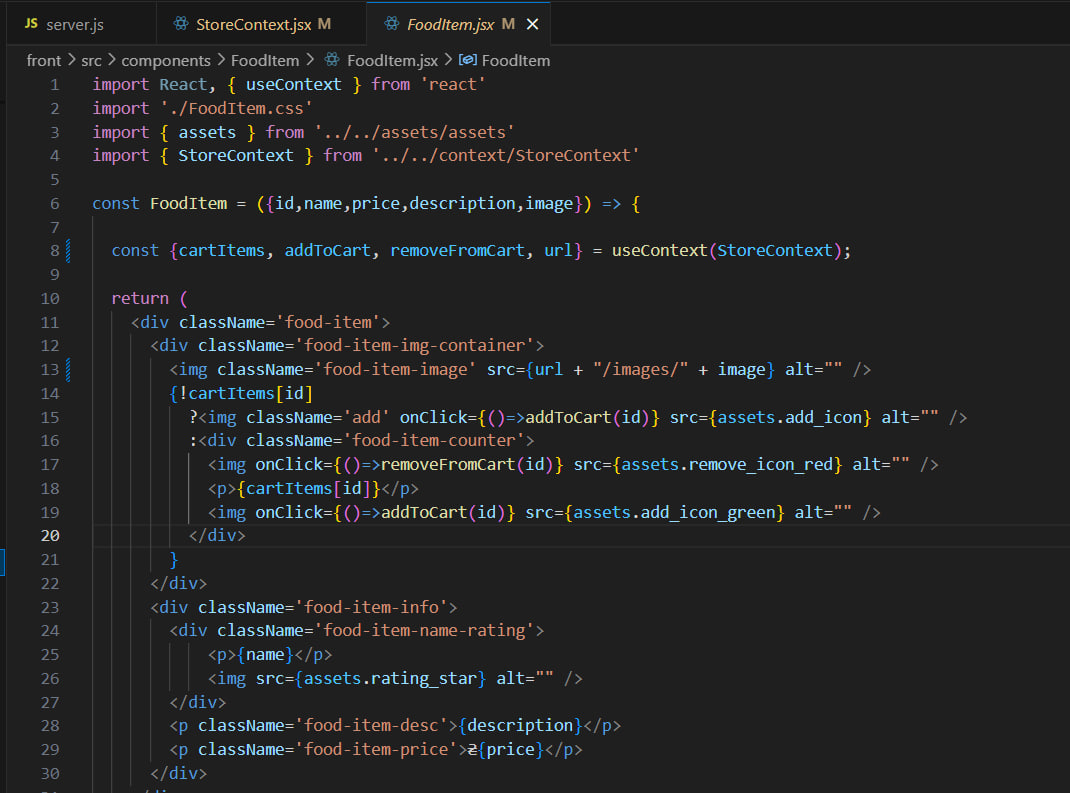 JS server.js StoreContext.jsx M FoodItem.jsx M
front > src > components > FoodItem > FoodItem.jsx > FoodItem
1 import React, { useContext } from 'react'
2 import './FoodItem.css'
3 import { assets } from '../../assets/assets'
4 import { StoreContext } from '../../context/StoreContext'
5
6 const FoodItem = ({id,name,price,description,image}) => {
7
8 const {cartItems, addToCart, removeFromCart, url} = useContext(StoreContext);
9
10 return (
11 <div className='food-item'>
12 <div className='food-item-img-container'>
13 <img className='food-item-image' src={url + "/images/" + image} alt="" />
14 {!cartItems[id]
15 ?<img className='add' onClick={()=>addToCart(id)} src={assets.add_icon} alt="" />
16 :<div className='food-item-counter'>
17 <img onClick={()=>removeFromCart(id)} src={assets.remove_icon_red} alt="" />
18 <p>{cartItems[id]}</p>
19 <img onClick={()=>addToCart(id)} src={assets.add_icon_green} alt="" />
20 </div>
21 }
22 </div>
23 <div className='food-item-info'>
24 <div className='food-item-name-rating'>
25 <p>{name}</p>
26 <img src={assets.rating_star} alt="" />
27 </div>
28 <p className='food-item-desc'>{description}</p>
29 <p className='food-item-price'>₴{price}</p>
30 </div>